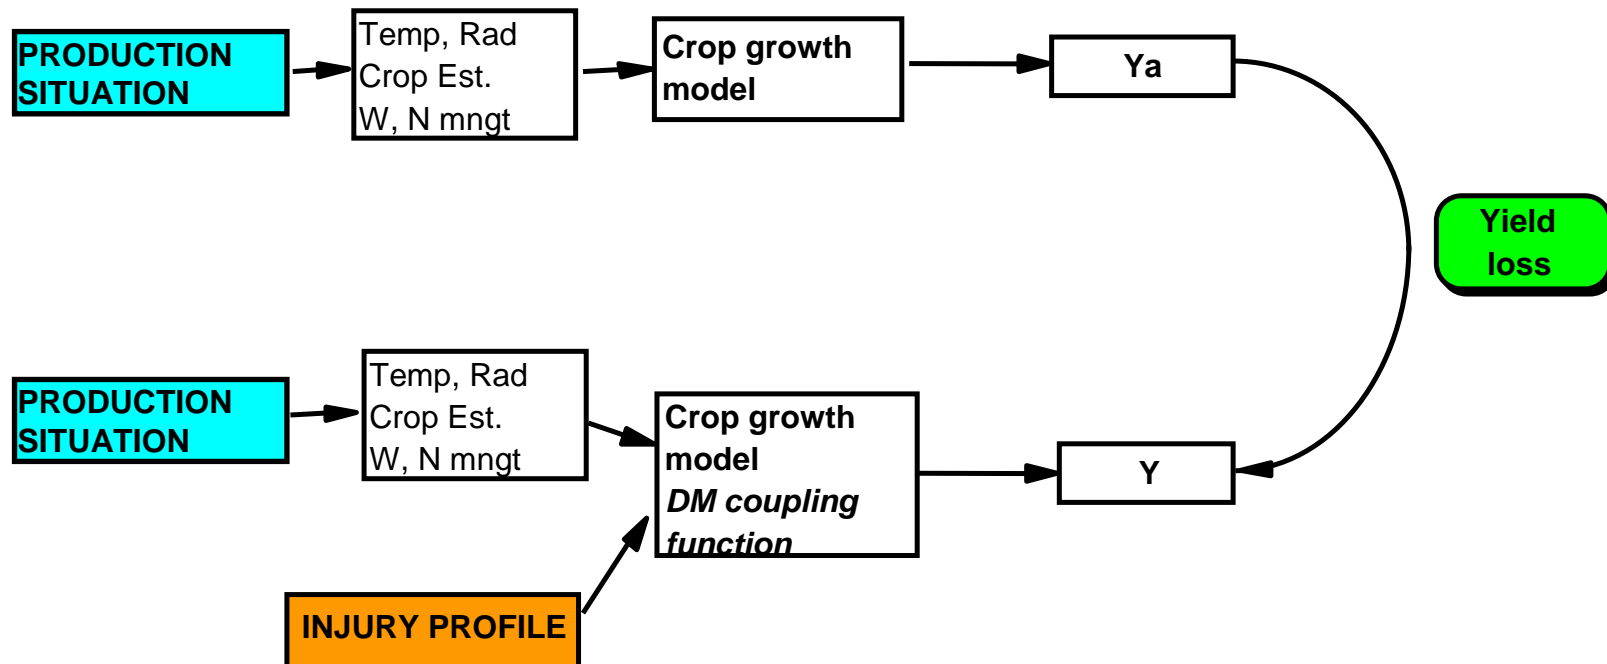 PRODUCTION
SITUATION
Temp, Rad
Crop Est.
W, N mngt
Crop growth
model
Ya
Yield
loss
PRODUCTION
SITUATION
Temp, Rad
Crop Est.
W, N mngt
Crop growth
model
DM coupling
function
Y
INJURY PROFILE